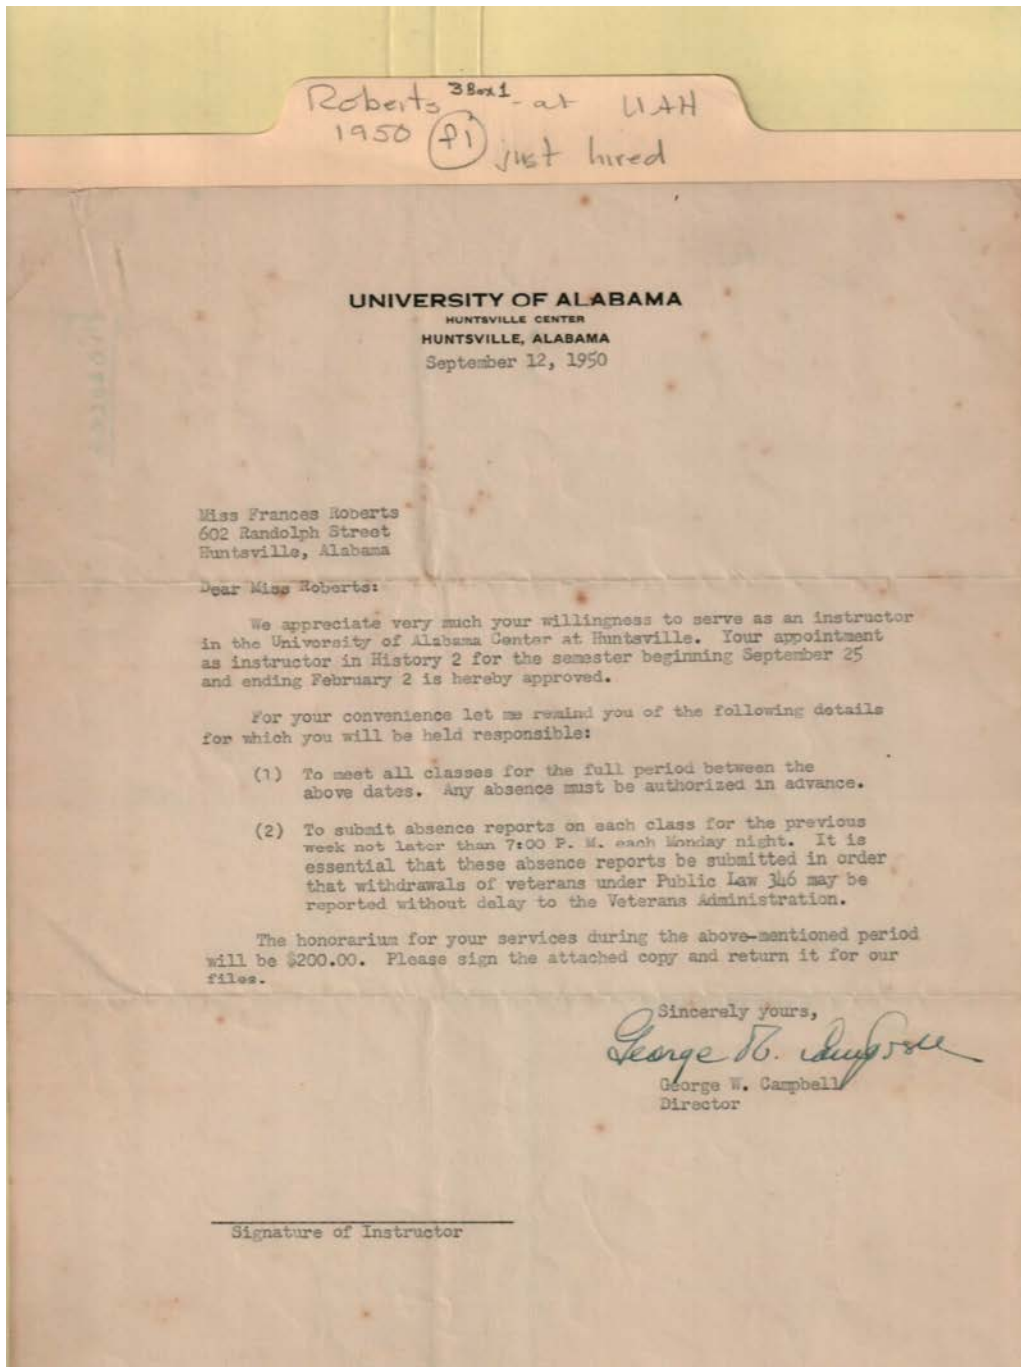 Roberts 3 Box 1 - at UAH
1950 f1 just hired
UNIVERSITY OF ALABAMA
HUNTSVILLE CENTER
HUNTSVILLE, ALABAMA
September 12, 1950
Miss Frances Roberts
602 Randolph Street
Huntsville, Alabama
Dear Miss Roberts:
We appreciate very much your willingness to serve as an instructor
in the University of Alabama Center at Huntsville. Your appointment
as instructor in History 2 for the semester beginning September 25
and ending February 2 is hereby approved.
For your convenience let me remind you of the following details
for which you will be held responsible:
(1) To meet all classes for the full period between the
above dates. Any absence must be authorized in advance.
(2) To submit absence reports on each class for the previous
week not later than 7:00 P. M. each Monday night. It is
essential that these absence reports be submitted in order
that withdrawals of veterans under Public Law 346 may be
reported without delay to the Veterans Administration.
The honorarium for your services during the above-mentioned period
will be $200.00. Please sign the attached copy and return it for our
files.
Sincerely yours,
George W. Campbell
George W. Campbell
Director
Signature of Instructor